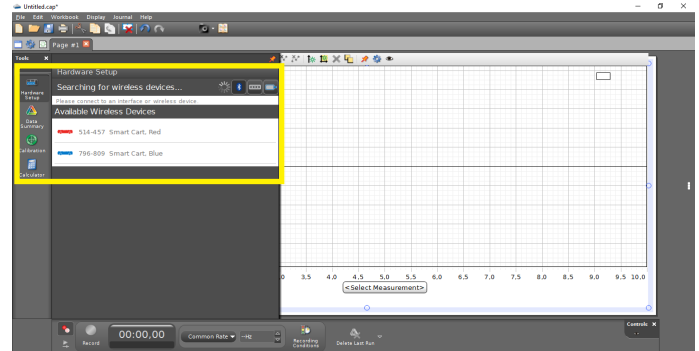 Untitled.cap*
File Edit Workbook Display Journal Help
Page #1
Tools
Hardware Setup
Hardware Setup
Searching for wireless devices...
Please connect to an interface or wireless device
Available Wireless Devices
Data Summary
514-457 Smart Cart, Red
Calibration
796-809 Smart Cart, Blue
Calculator
0 3,5 4,0 4,5 5,0 5,5 6,0 6,5 7,0 7,5 8,0 8,5 9,0 9,5 10,0
<Select Measurement>
Controls
Record
00:00,00
Common Rate
--Hz
Recording Conditions
Delete Last Run